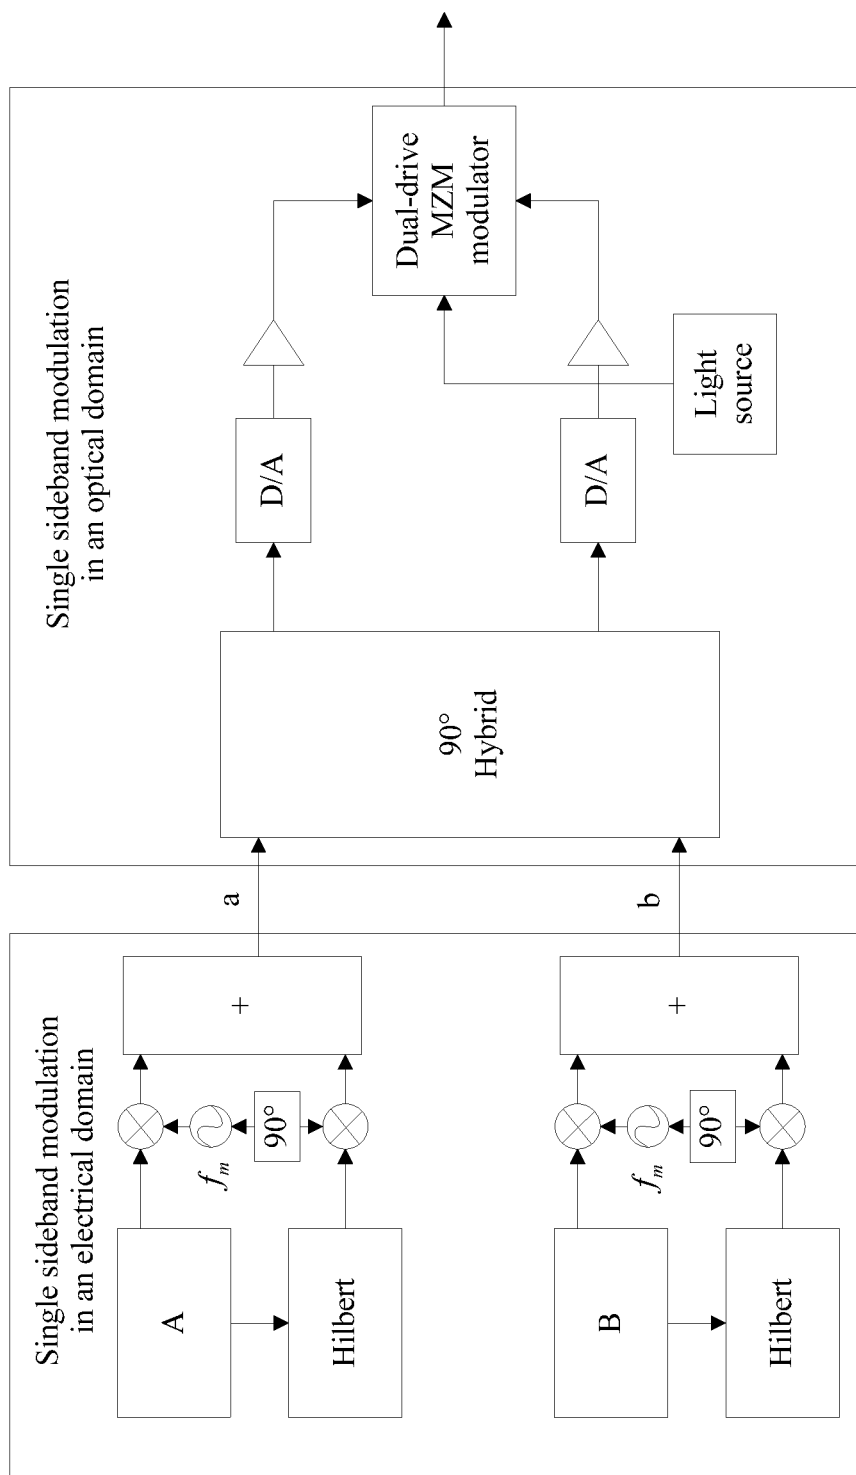 Single sideband modulation
in an electrical domain
A
Hilbert
f_m
90°
+
a
B
Hilbert
f_m
90°
+
b
Single sideband modulation
in an optical domain
90°
Hybrid
D/A
D/A
Light
source
Dual-drive
MZM
modulator